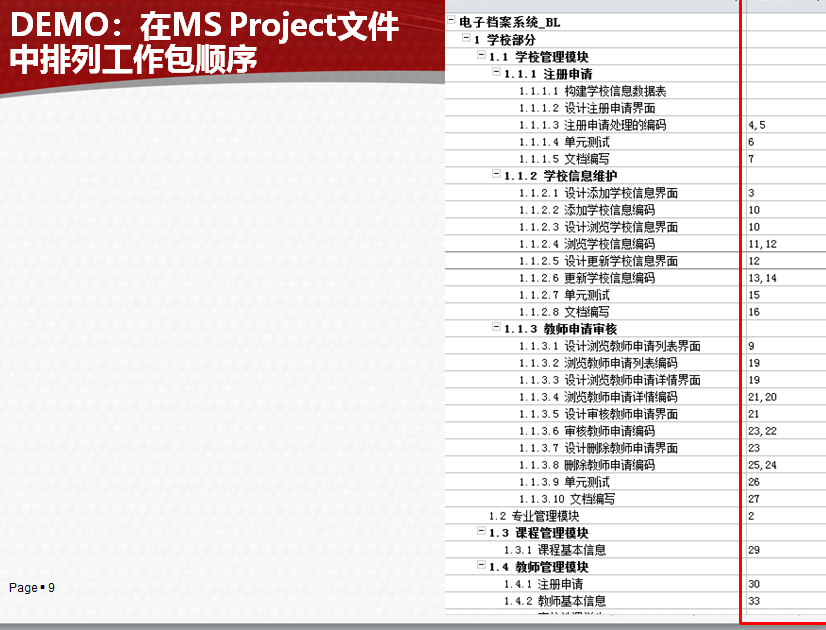 DEMO：在MS Project文件
中排列工作包顺序
电子档案系统_BL
1 学校部分
1.1 学校管理模块
1.1.1 注册申请
1.1.1.1 构建学校信息数据表
1.1.1.2 设计注册申请界面
1.1.1.3 注册申请处理的编码 4,5
1.1.1.4 单元测试 6
1.1.1.5 文档编写 7
1.1.2 学校信息维护
1.1.2.1 设计添加学校信息界面 3
1.1.2.2 添加学校信息编码 10
1.1.2.3 设计浏览学校信息界面 10
1.1.2.4 浏览学校信息编码 11,12
1.1.2.5 设计更新学校信息界面 12
1.1.2.6 更新学校信息编码 13,14
1.1.2.7 单元测试 15
1.1.2.8 文档编写 16
1.1.3 教师申请审核
1.1.3.1 设计浏览教师申请列表界面 9
1.1.3.2 浏览教师申请列表编码 19
1.1.3.3 设计浏览教师申请详情界面 19
1.1.3.4 浏览教师申请详情编码 21,20
1.1.3.5 设计审核教师申请界面 21
1.1.3.6 审核教师申请编码 23,22
1.1.3.7 设计删除教师申请界面 23
1.1.3.8 删除教师申请编码 25,24
1.1.3.9 单元测试 26
1.1.3.10 文档编写 27
1.2 专业管理模块 2
1.3 课程管理模块
1.3.1 课程基本信息 29
1.4 教师管理模块
1.4.1 注册申请 30
1.4.2 教师基本信息 33
Page ▪ 9